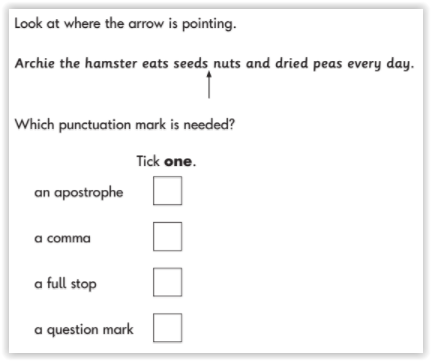 Look at where the arrow is pointing.
Archie the hamster eats seeds nuts and dried peas every day.
Which punctuation mark is needed?
Tick one.
an apostrophe
a comma
a full stop
a question mark